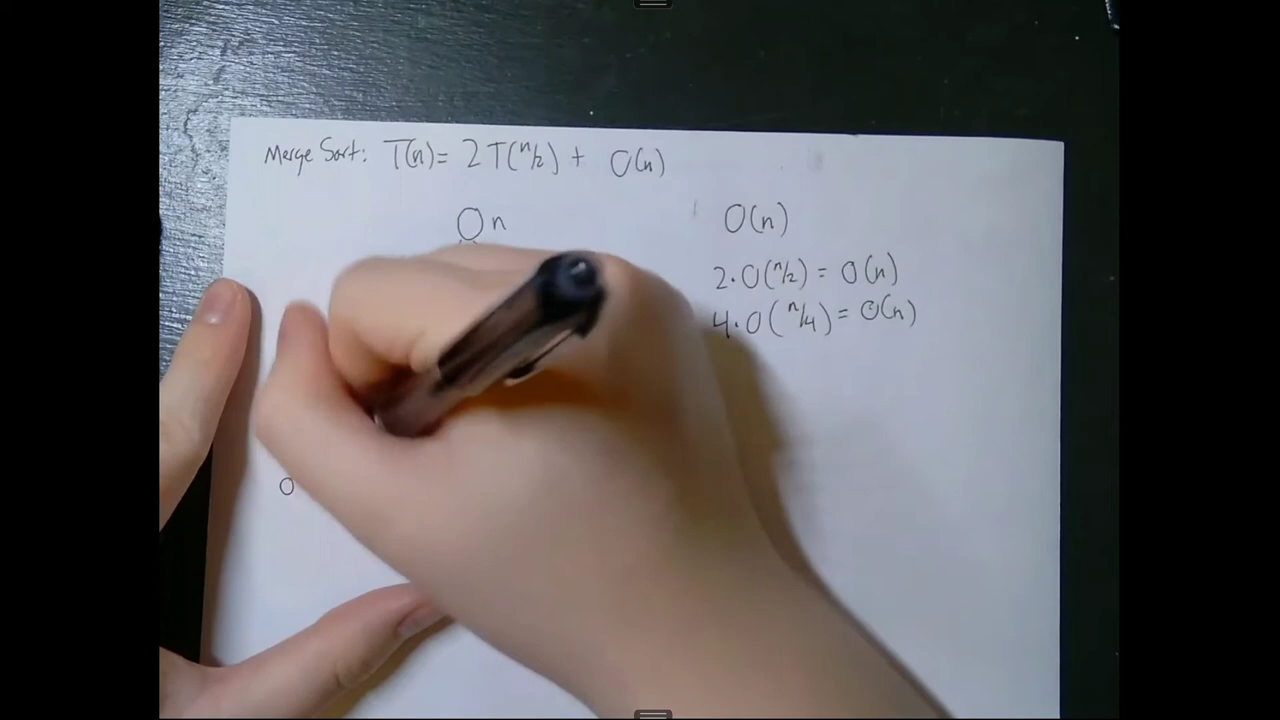 Merge Sort: T(n) = 2T(n/2) + O(n)
n
O(n)
2·O(n/2) = O(n)
4·O(n/4) = O(n)